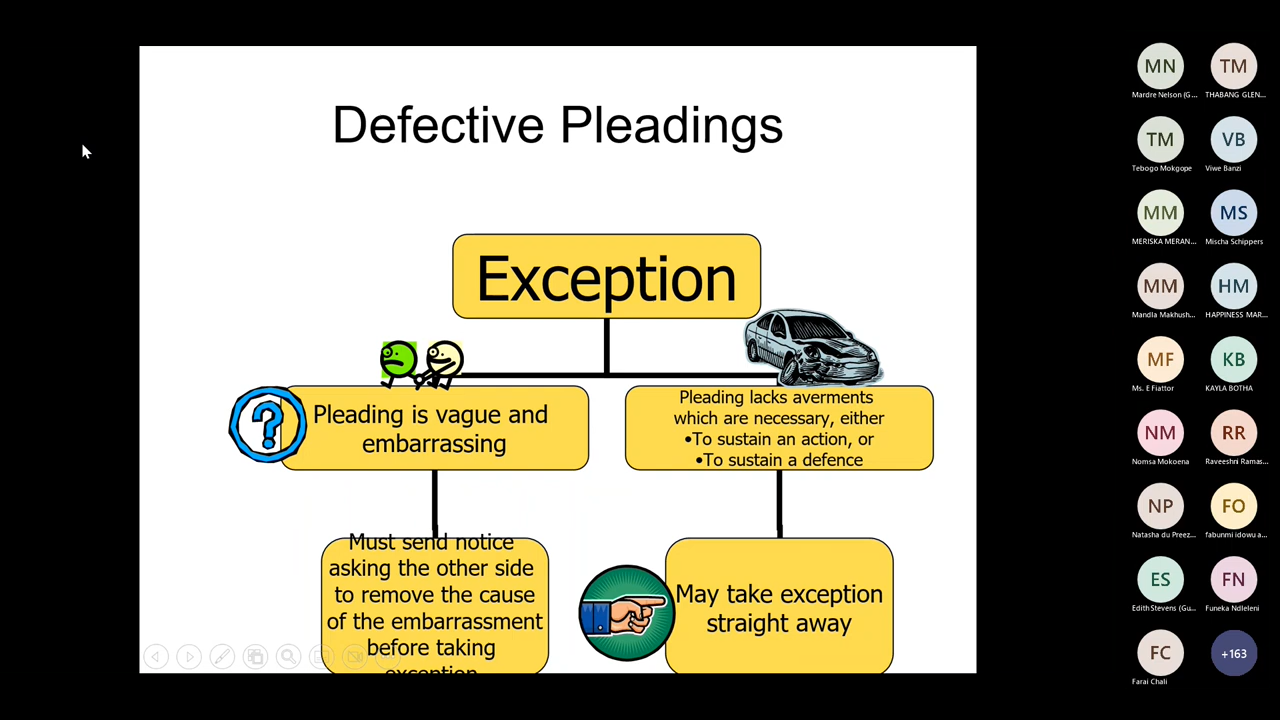 Defective Pleadings
Exception
Pleading is vague and
embarrassing
Pleading lacks averments
which are necessary, either
•To sustain an action, or
•To sustain a defence
Must send notice
asking the other side
to remove the cause
of the embarrassment
before taking
exception
May take exception
straight away
MN
Mardre Nelson (G...
TM
THABANG GLEN...
TM
Tebogo Mokgope
VB
Viwe Banzi
MM
MERISKA MERAN...
MS
Mischa Schippers
MM
Mandla Makhush...
HM
HAPPINESS MAR...
MF
Ms. E Fiattor
KB
KAYLA BOTHA
NM
Nomsa Mokoena
RR
Raveeshni Ramas...
NP
Natasha du Preez...
FO
fabunmi idowu a...
ES
Edith Stevens (Gu...
FN
Funeka Ndleleni
FC
Farai Chali
+163